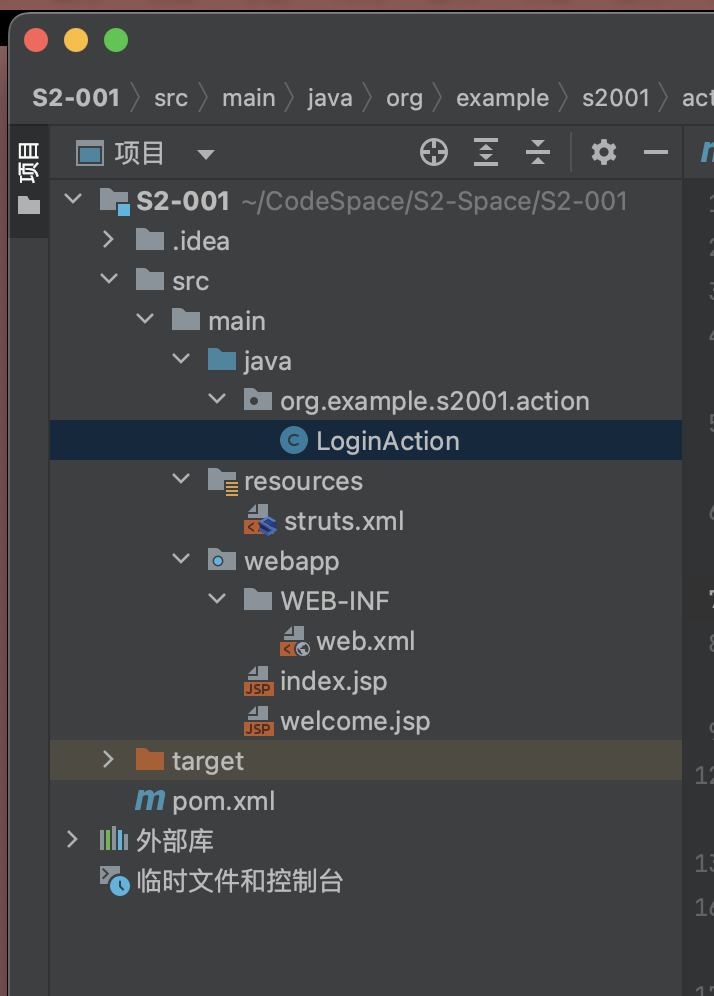 S2-001 src main java org example s2001
项目
项目
S2-001 ~/CodeSpace/S2-Space/S2-001
.idea
src
main
java
org.example.s2001.action
C LoginAction
resources
struts.xml
webapp
WEB-INF
web.xml
JSP index.jsp
JSP welcome.jsp
target
m pom.xml
外部库
临时文件和控制台